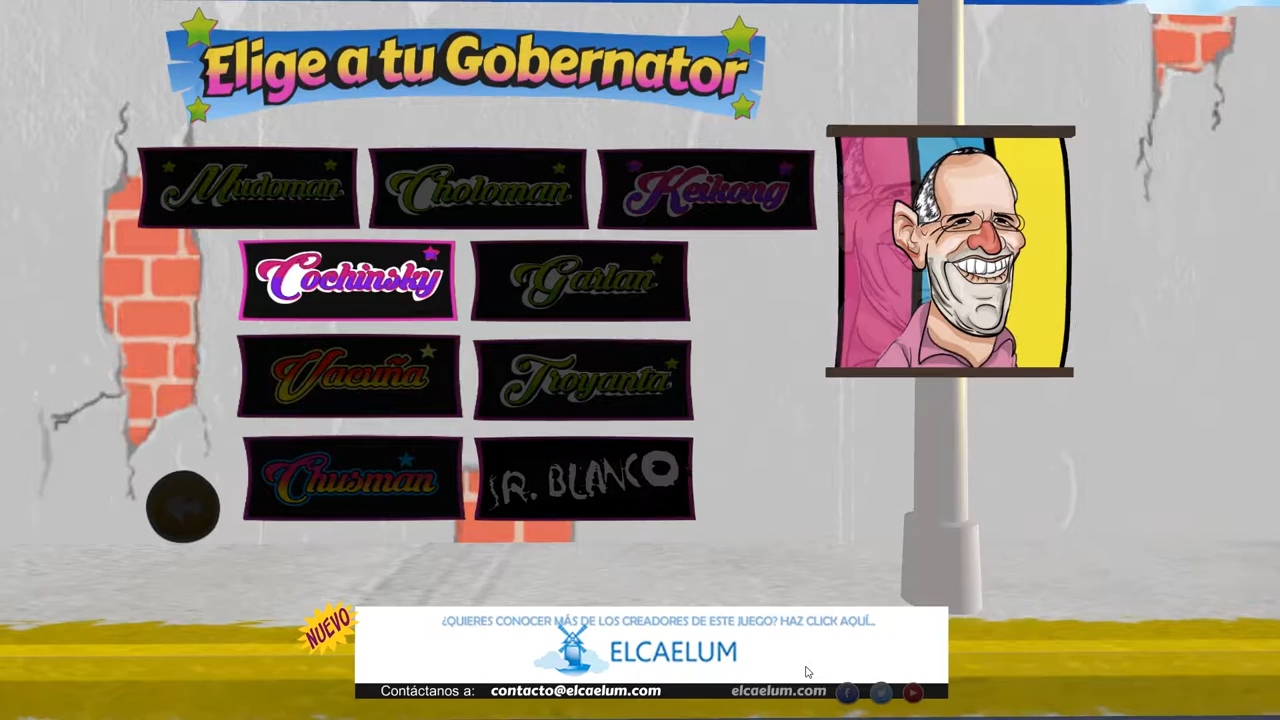 Elige a tu Gobernator
Mudoman
Choloman
Keikong
Cochinsky
Garlan
Vacuña
Troyanta
Chusman
SR. BLANCO
NUEVO
¿QUIERES CONOCER MÁS DE LOS CREADORES DE ESTE JUEGO? HAZ CLICK AQUÍ...
ELCAELUM
Contáctanos a: contacto@elcaelum.com elcaelum.com